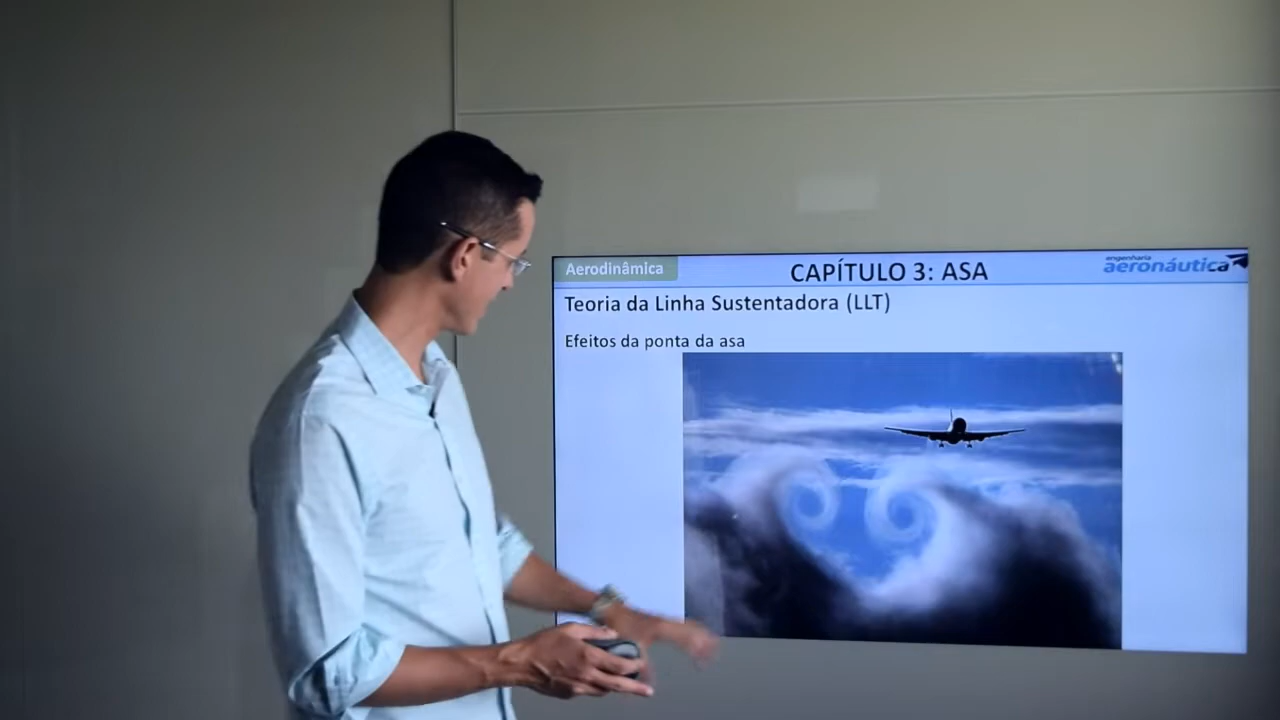 Aerodinâmica
CAPÍTULO 3: ASA
engenharia
aeronáutica
Teoria da Linha Sustentadora (LLT)
Efeitos da ponta da asa